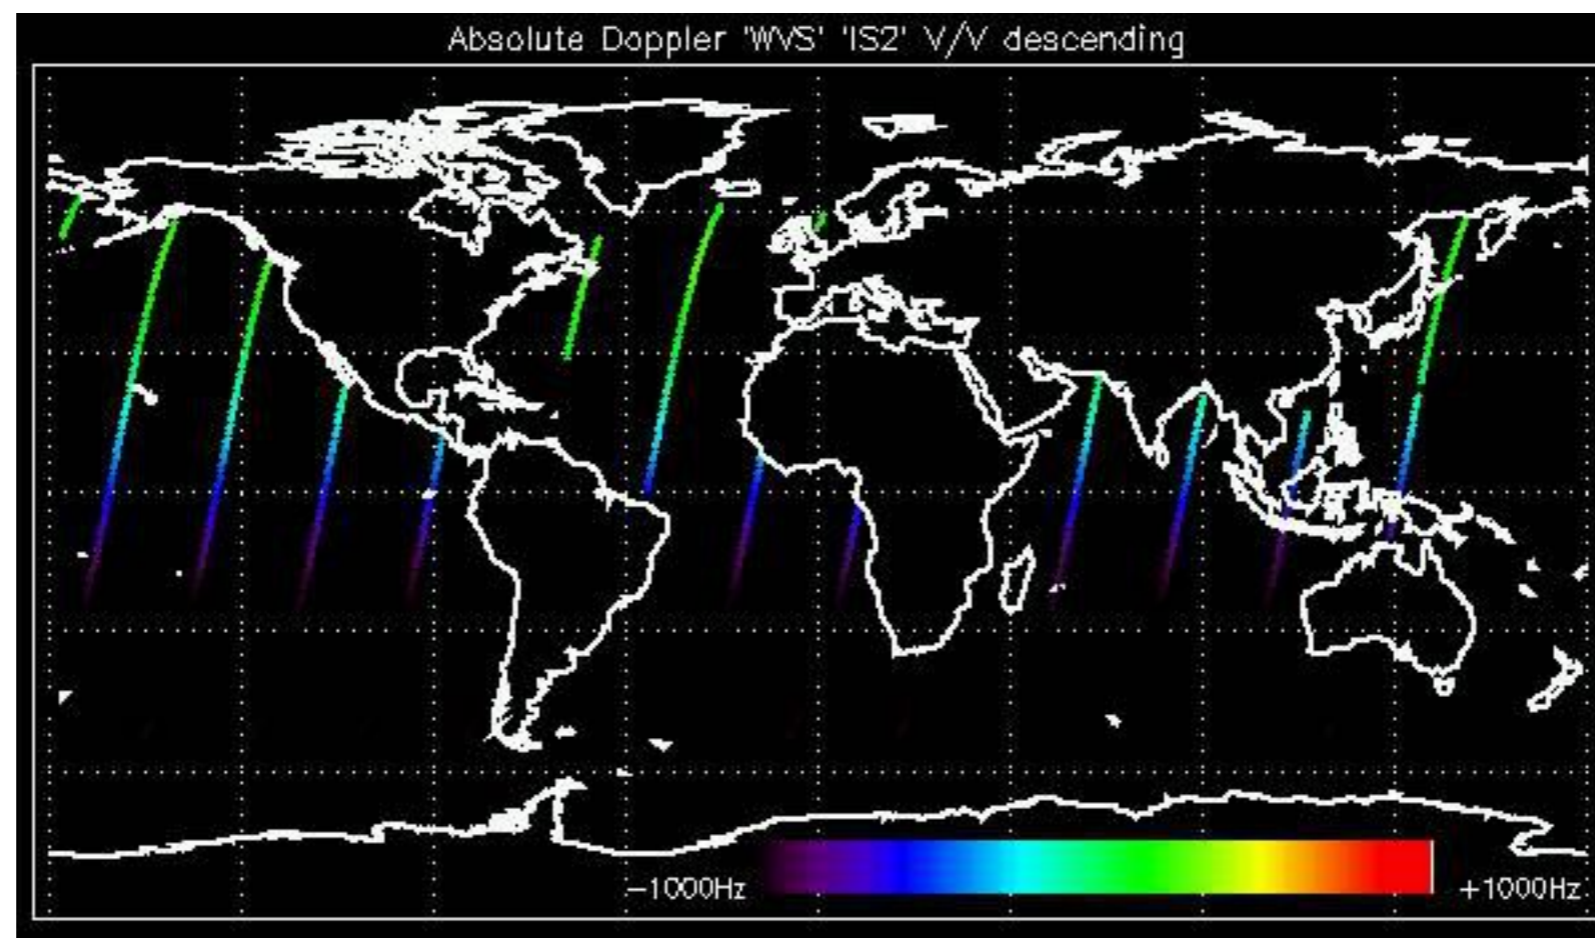 Absolute Doppler 'WVS' 'IS2' V/V descending
−1000Hz
+1000Hz